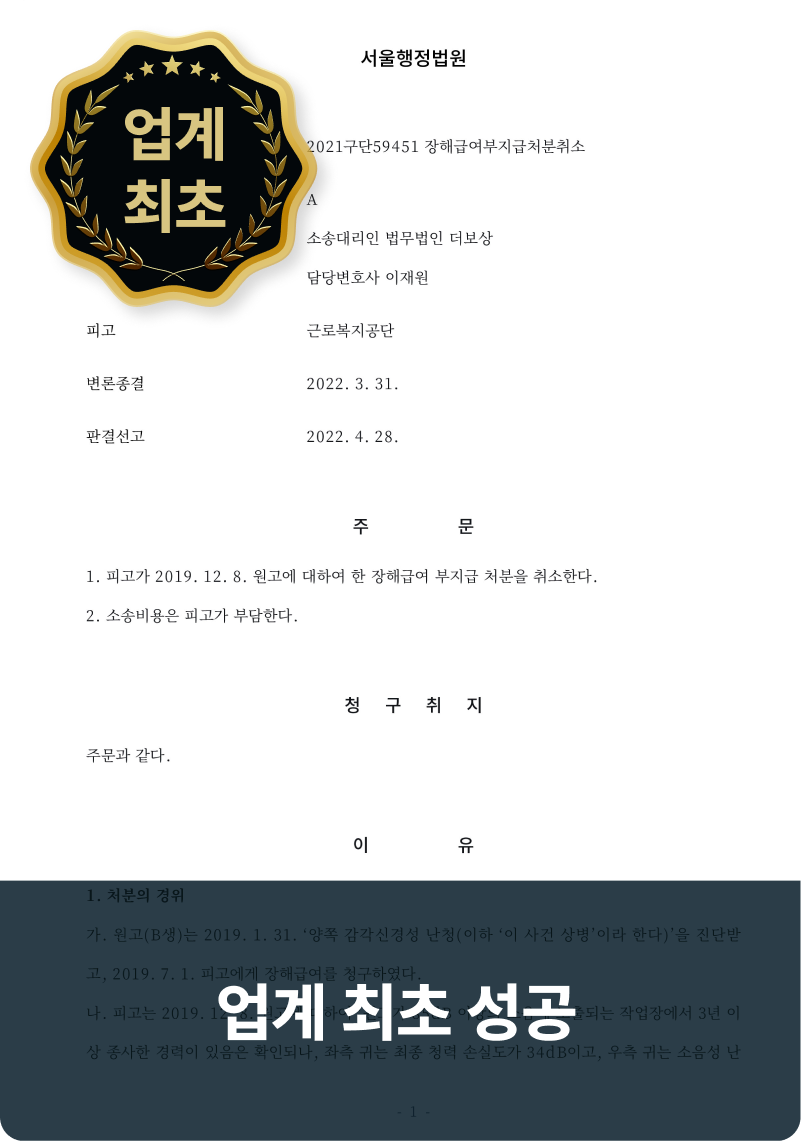 서울행정법원
업계
최초
2021구단59451 장해급여부지급처분취소
A
소송대리인 법무법인 더보상
담당변호사 이재원
피고 근로복지공단
변론종결 2022. 3. 31.
판결선고 2022. 4. 28.
주 문
1. 피고가 2019. 12. 8. 원고에 대하여 한 장해급여 부지급 처분을 취소한다.
2. 소송비용은 피고가 부담한다.
청 구 취 지
주문과 같다.
이 유
1. 처분의 경위
가. 원고(B생)는 2019. 1. 31. ‘양쪽 감각신경성 난청(이하 ‘이 사건 상병’이라 한다)’을 진단받
고, 2019. 7. 1. 피고에게 장해급여를 청구하였다.
업계 최초 성공
나. 피고는 2019. 12. 8. 작업장에서 3년 이
상 종사한 경력이 있음은 확인되나, 좌측 귀는 최종 청력 손실도가 34dB이고, 우측 귀는 소음성 난
- 1 -